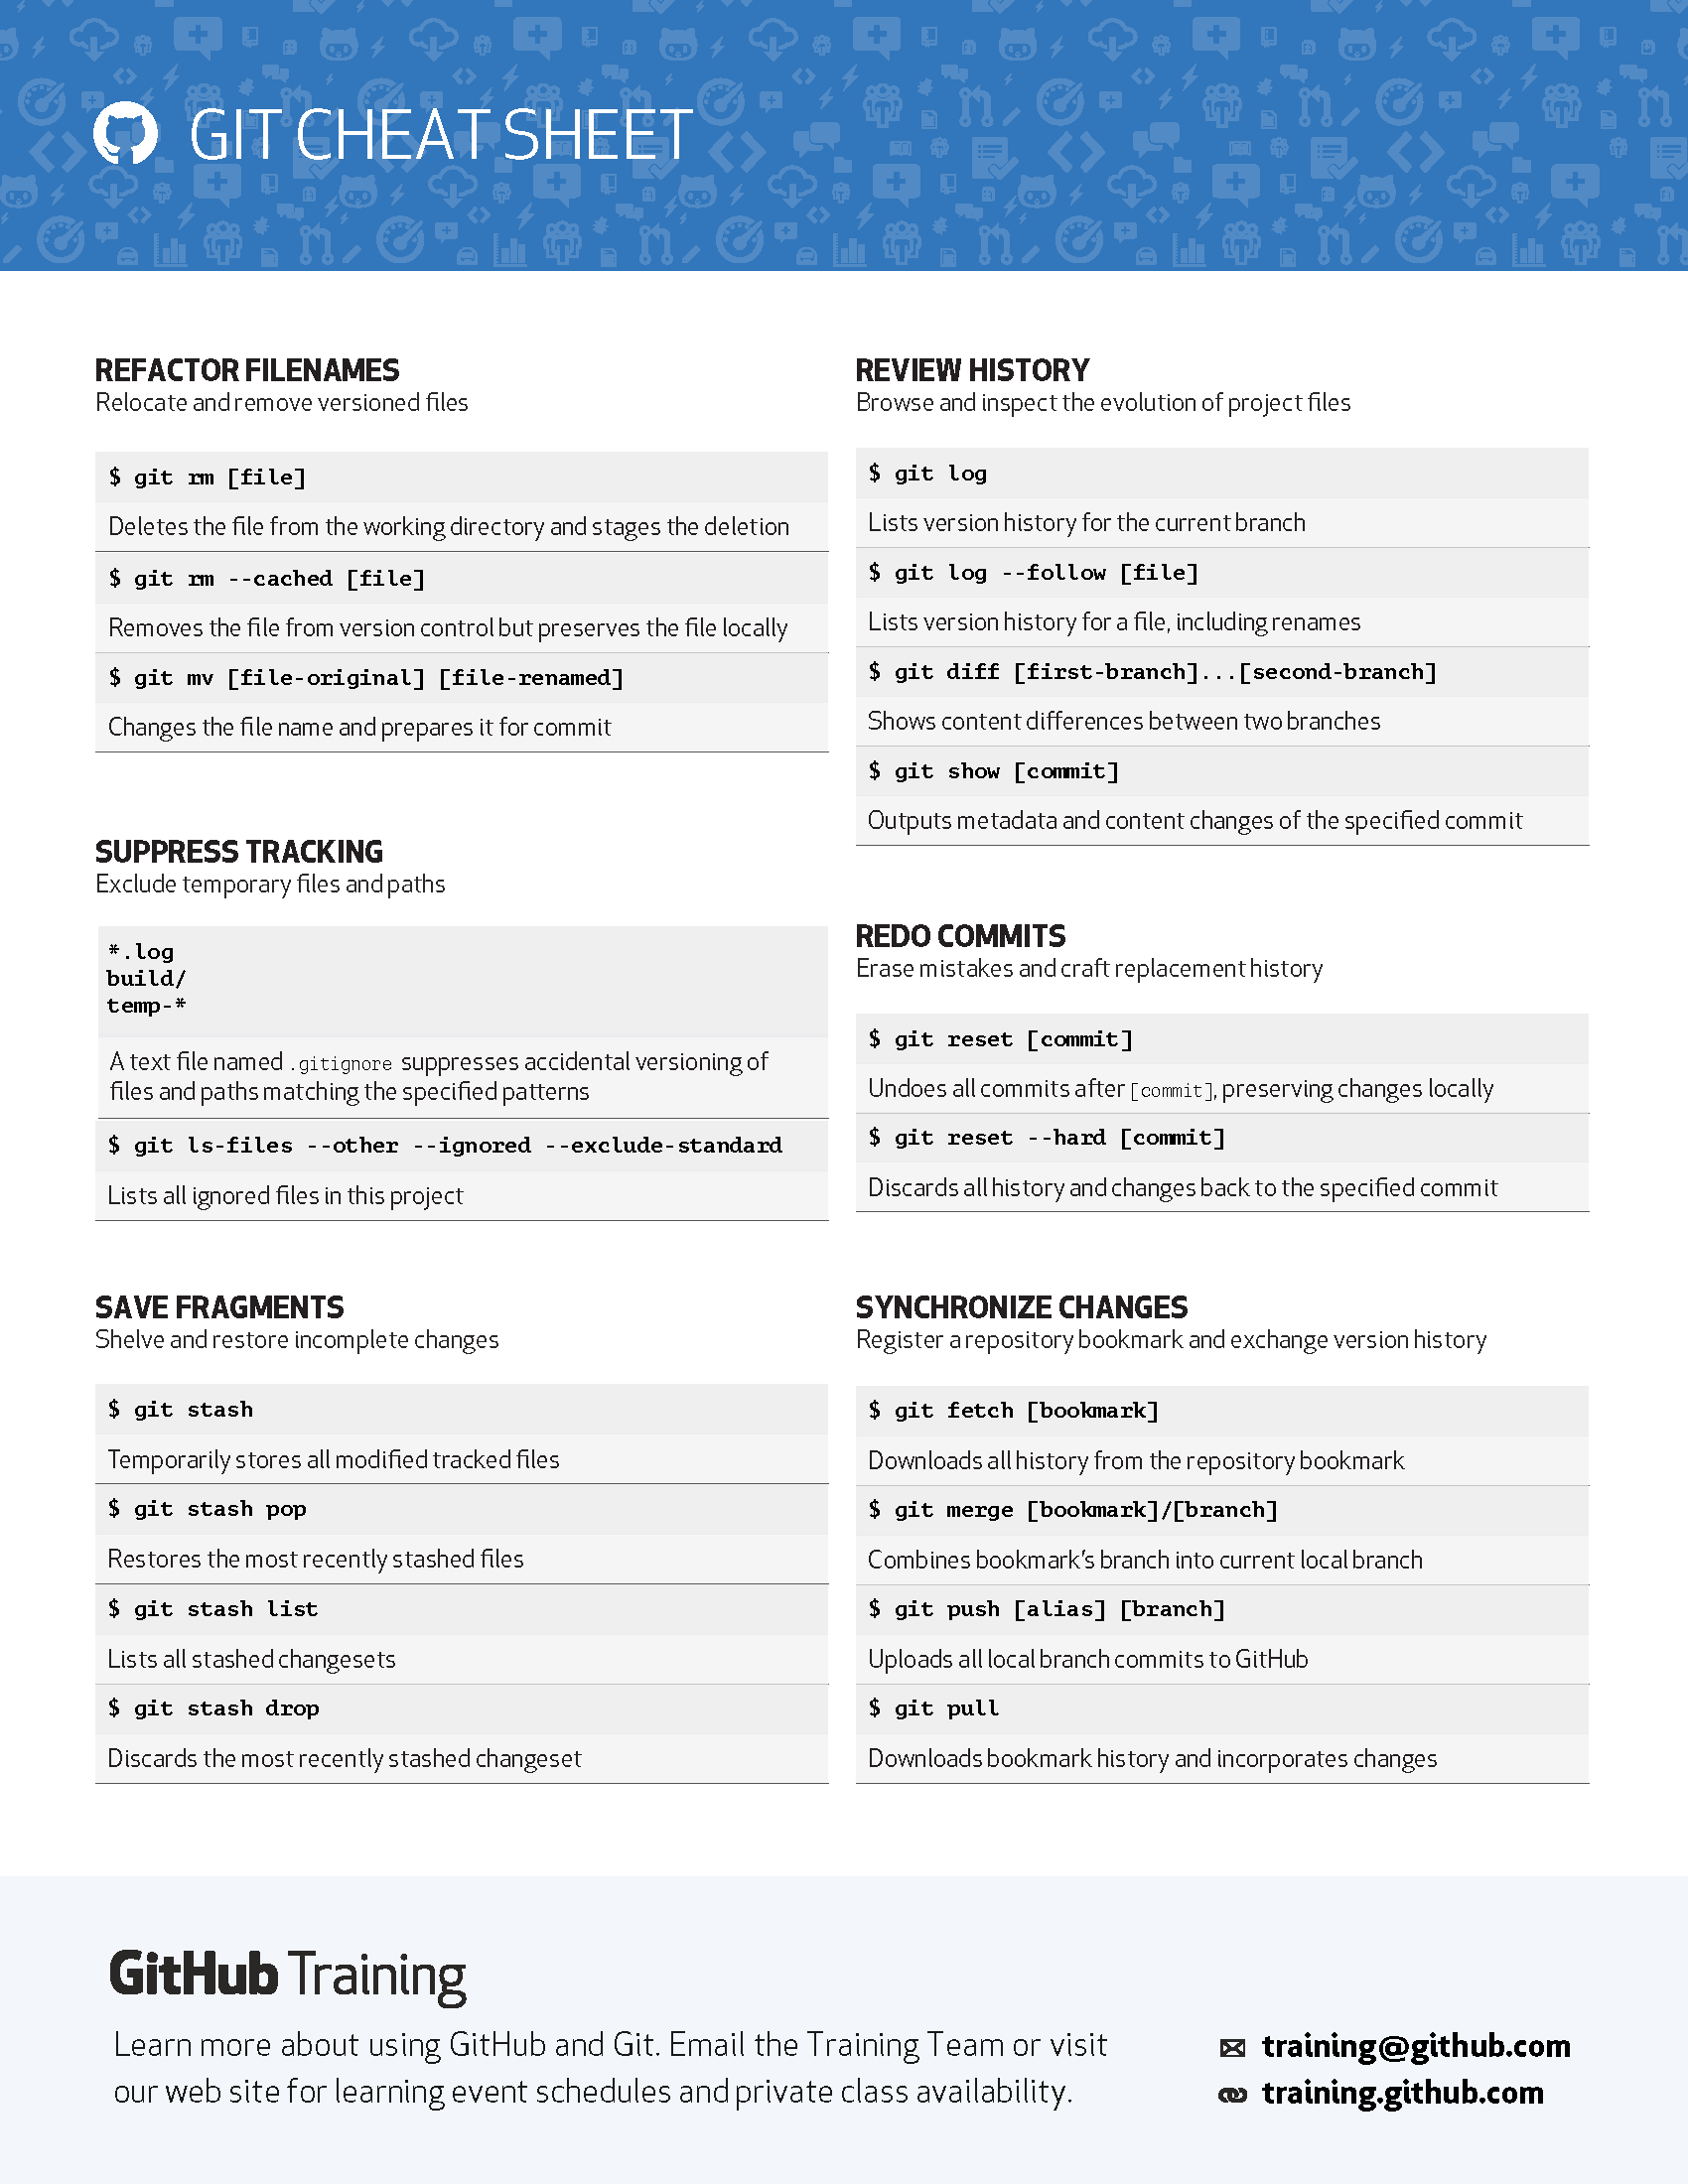 GIT CHEAT SHEET
REFACTOR FILENAMES
Relocate and remove versioned files
$ git rm [file]
Deletes the file from the working directory and stages the deletion
$ git rm --cached [file]
Removes the file from version control but preserves the file locally
$ git mv [file-original] [file-renamed]
Changes the file name and prepares it for commit
SUPPRESS TRACKING
Exclude temporary files and paths
*.log
build/
temp-*
A text file named .gitignore suppresses accidental versioning of
files and paths matching the specified patterns
$ git ls-files --other --ignored --exclude-standard
Lists all ignored files in this project
SAVE FRAGMENTS
Shelve and restore incomplete changes
$ git stash
Temporarily stores all modified tracked files
$ git stash pop
Restores the most recently stashed files
$ git stash list
Lists all stashed changesets
$ git stash drop
Discards the most recently stashed changeset
REVIEW HISTORY
Browse and inspect the evolution of project files
$ git log
Lists version history for the current branch
$ git log --follow [file]
Lists version history for a file, including renames
$ git diff [first-branch]...[second-branch]
Shows content differences between two branches
$ git show [commit]
Outputs metadata and content changes of the specified commit
REDO COMMITS
Erase mistakes and craft replacement history
$ git reset [commit]
Undoes all commits after [commit], preserving changes locally
$ git reset --hard [commit]
Discards all history and changes back to the specified commit
SYNCHRONIZE CHANGES
Register a repository bookmark and exchange version history
$ git fetch [bookmark]
Downloads all history from the repository bookmark
$ git merge [bookmark]/[branch]
Combines bookmark's branch into current local branch
$ git push [alias] [branch]
Uploads all local branch commits to GitHub
$ git pull
Downloads bookmark history and incorporates changes
GitHub Training
Learn more about using GitHub and Git. Email the Training Team or visit
our web site for learning event schedules and private class availability.
training@github.com
training.github.com